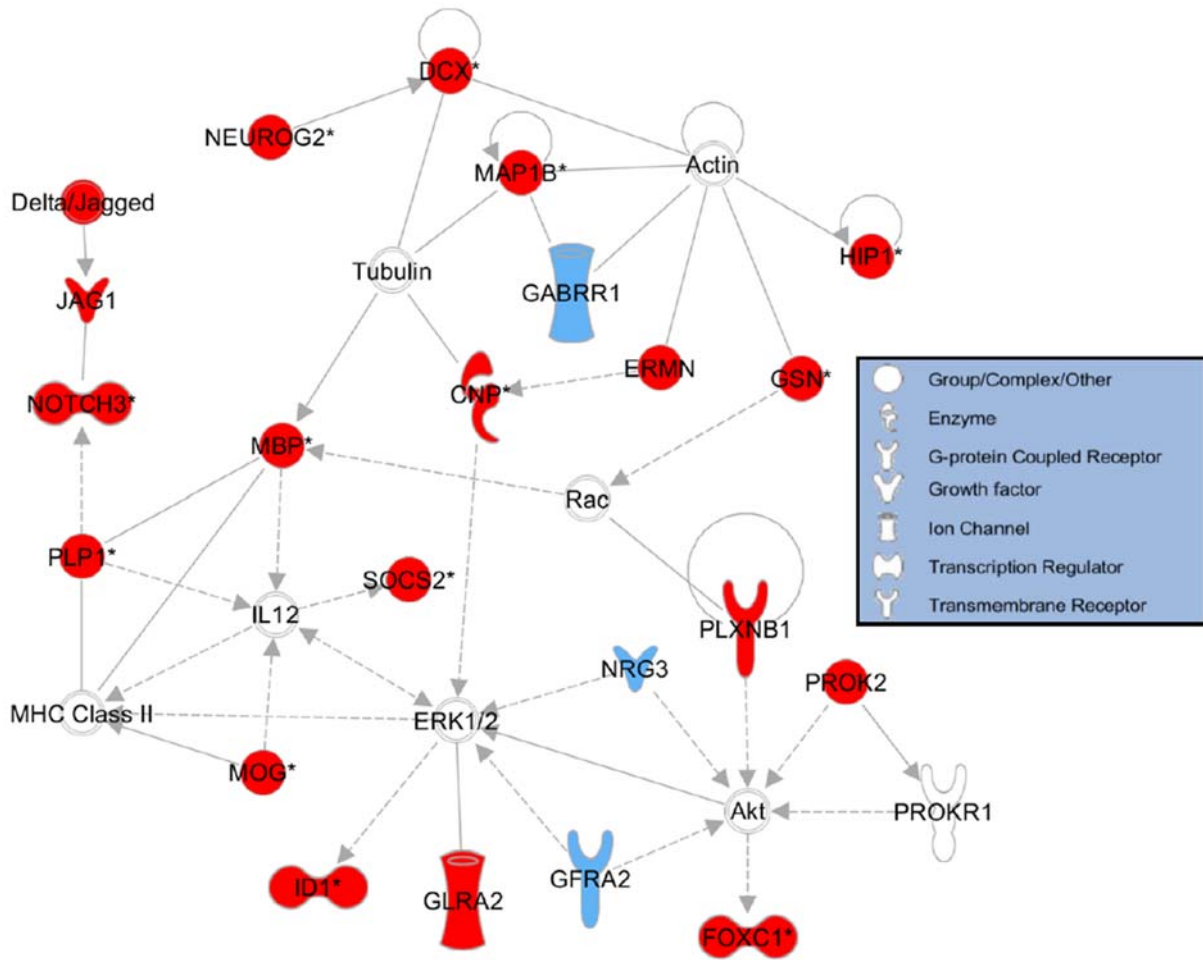 DCX*
NEUROG2*
MAP1B*
Actin
Delta/Jagged
HIP1*
Tubulin
GABRR1
JAG1
ERMN
GSN*
CNP*
NOTCH3*
MBP*
Rac
PLP1*
SOCS2*
IL12
PLXNB1
NRG3
PROK2
MHC Class II
ERK1/2
MOG*
Akt
PROKR1
ID1*
GLRA2
GFRA2
FOXC1*
Group/Complex/Other
Enzyme
G-protein Coupled Receptor
Growth factor
Ion Channel
Transcription Regulator
Transmembrane Receptor